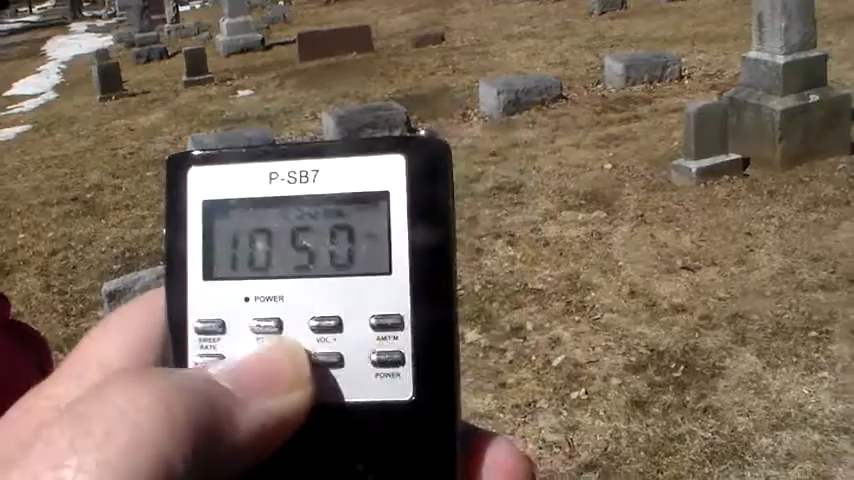 P-SB7
1050
POWER
SWEEP
RATE
VOL +
AM/FM
POWER